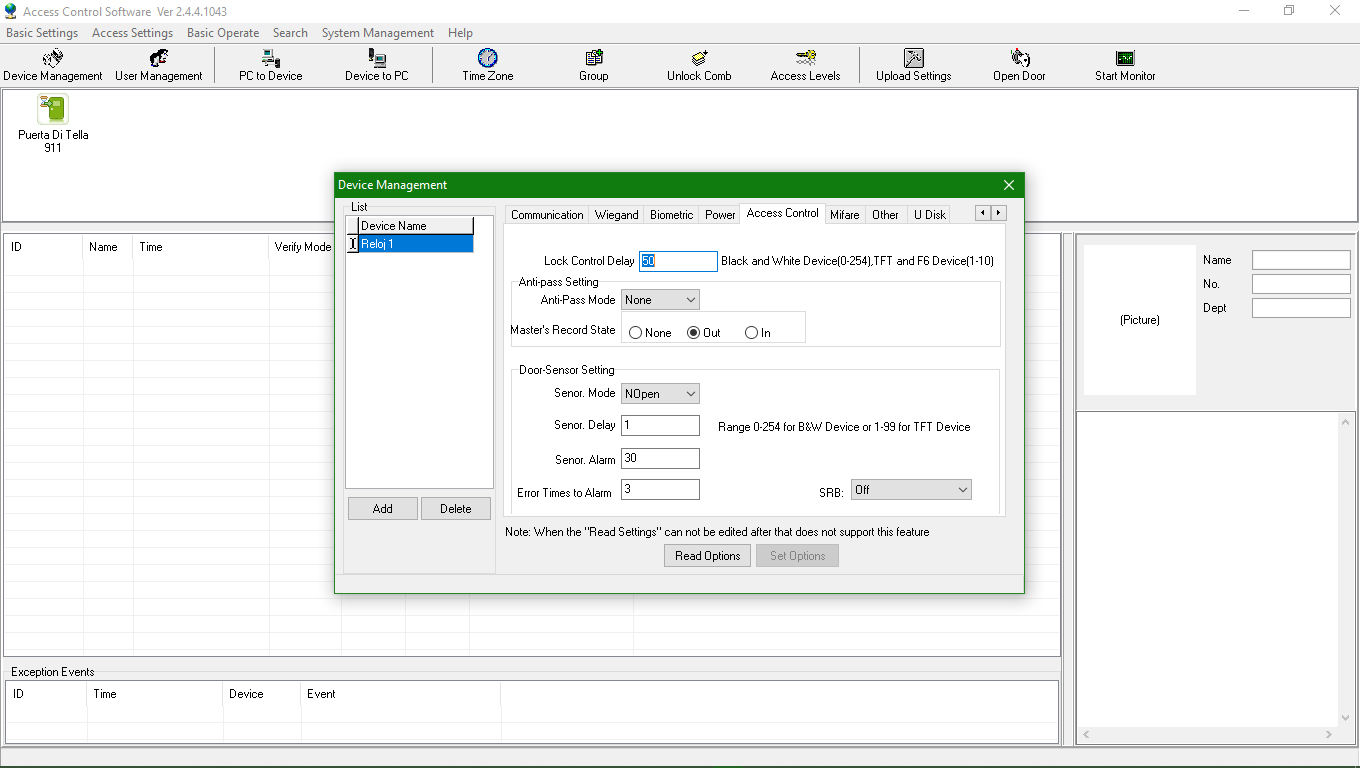 Access Control Software Ver 2.4.4.1043
Basic Settings Access Settings Basic Operate Search System Management Help
Device Management User Management PC to Device Device to PC Time Zone Group Unlock Comb Access Levels Upload Settings Open Door Start Monitor
Puerta Di Tella
911
Device Management
List
Device Name
Reloj 1
Add Delete
Communication Wiegand Biometric Power Access Control Mifare Other U Disk
Lock Control Delay 50 Black and White Device(0-254),TFT and F6 Device(1-10)
Anti-pass Setting
Anti-Pass Mode None
Master's Record State None Out In
Door-Sensor Setting
Senor. Mode NOpen
Senor. Delay 1 Range 0-254 for B&W Device or 1-99 for TFT Device
Senor. Alarm 30
Error Times to Alarm 3 SRB: Off
Note: When the "Read Settings" can not be edited after that does not support this feature
Read Options Set Options
ID Name Time Verify Mode
(Picture)
Name
No.
Dept
Exception Events
ID Time Device Event